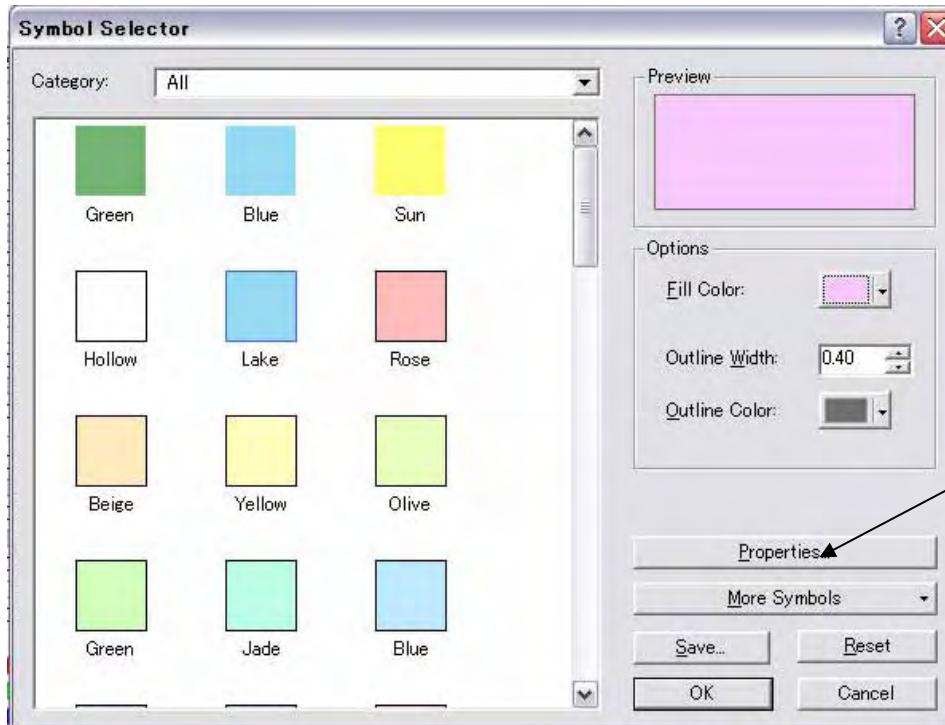 Symbol Selector
Category: All
Green Blue Sun
Hollow Lake Rose
Beige Yellow Olive
Green Jade Blue
Preview
Options
Fill Color:
Outline Width: 0.40
Outline Color:
Properties...
More Symbols
Save... Reset
OK Cancel